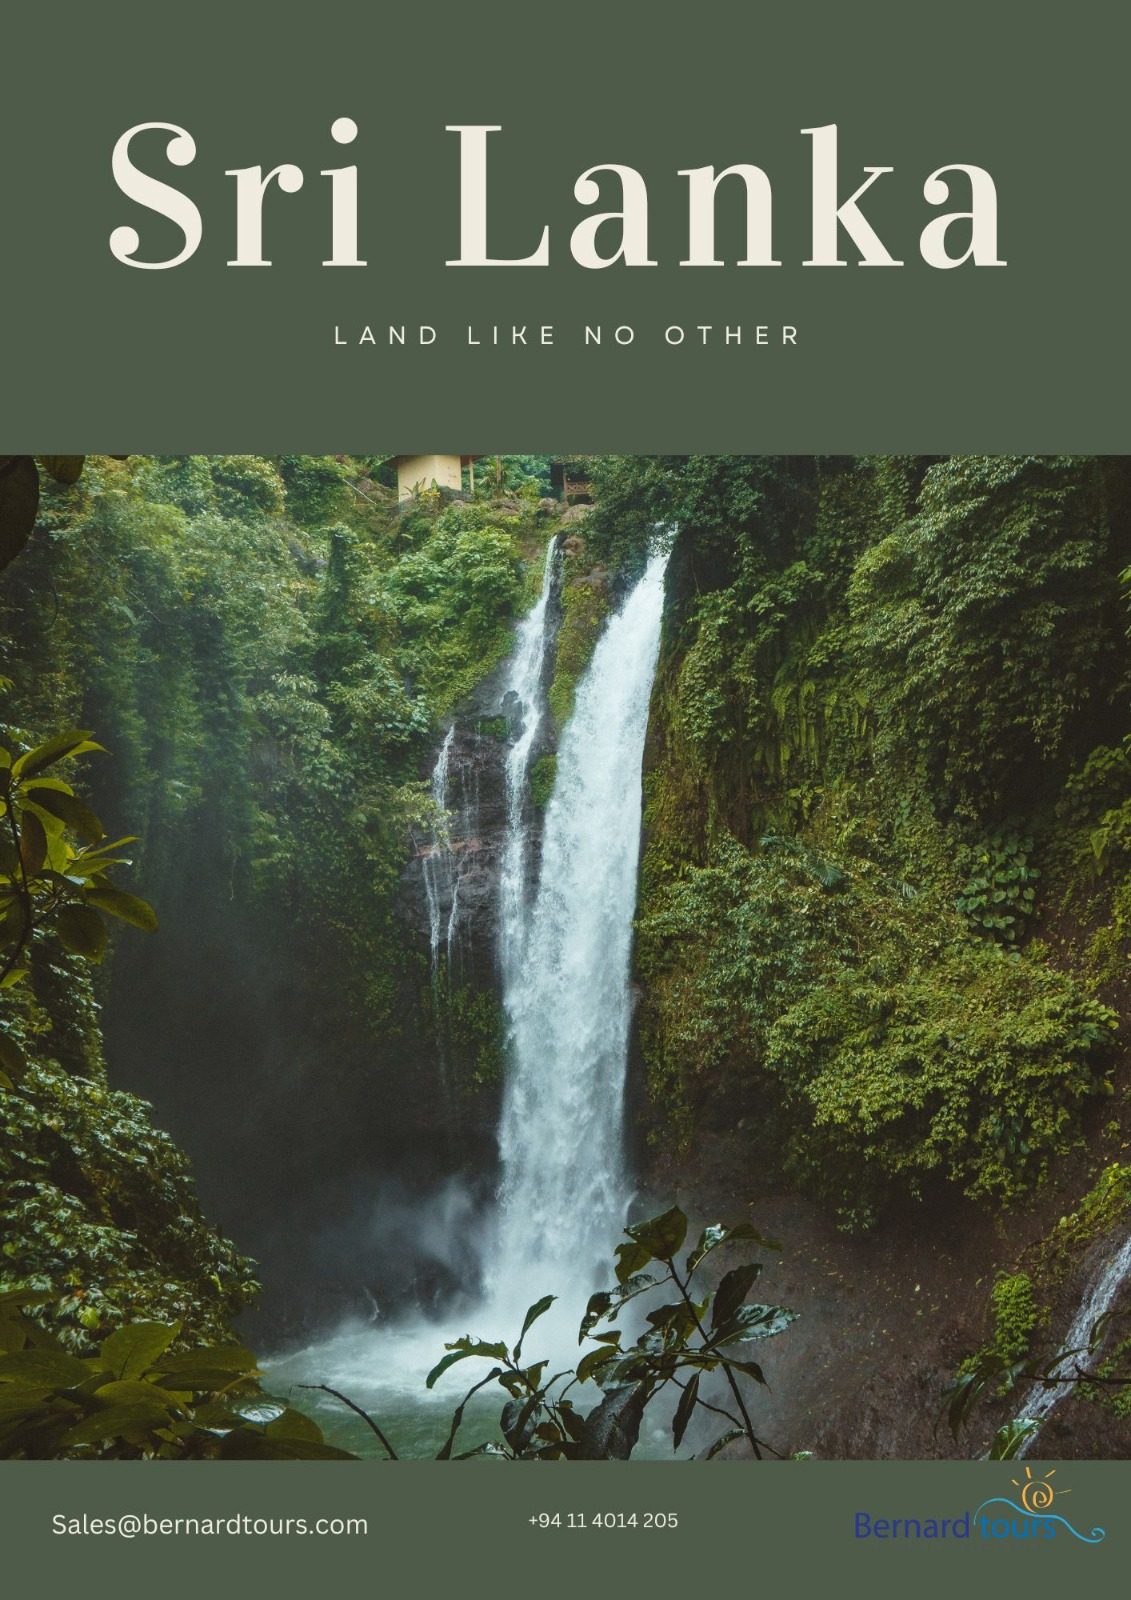 Sri Lanka
LAND LIKE NO OTHER
Sales@bernardtours.com
+94 11 4014 205
Bernard tours